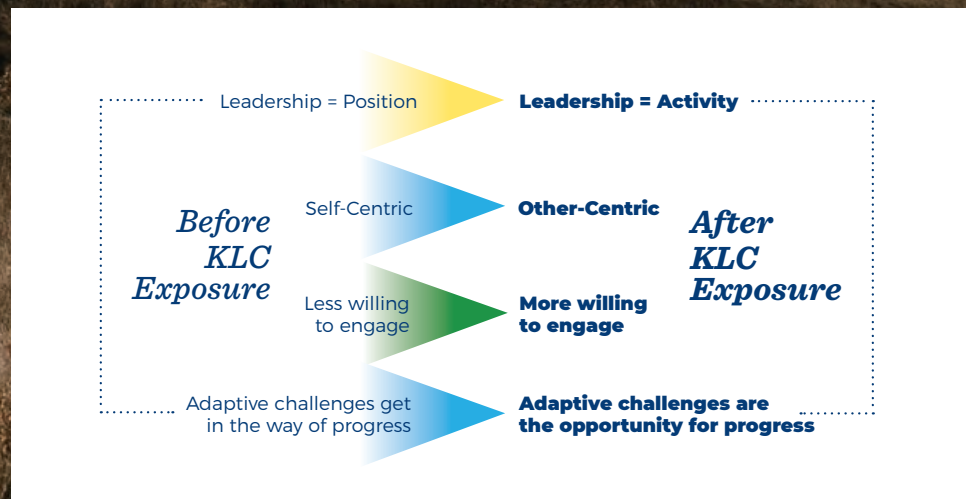 Leadership = Position
Leadership = Activity
Before
KLC
Exposure
Self-Centric
Other-Centric
After
KLC
Exposure
Less willing
to engage
More willing
to engage
Adaptive challenges get
in the way of progress
Adaptive challenges are
the opportunity for progress